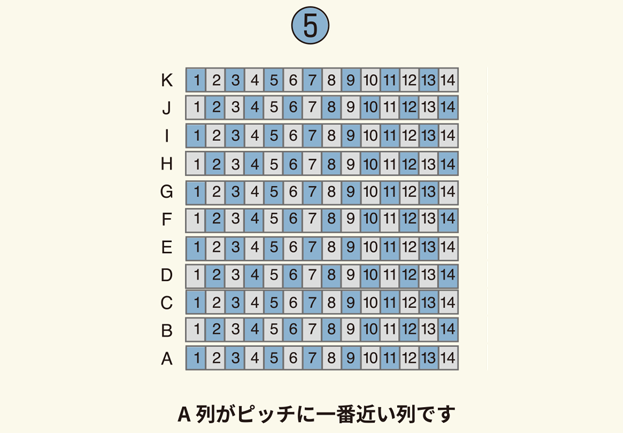 5
K 1 2 3 4 5 6 7 8 9 10 11 12 13 14
J 1 2 3 4 5 6 7 8 9 10 11 12 13 14
I 1 2 3 4 5 6 7 8 9 10 11 12 13 14
H 1 2 3 4 5 6 7 8 9 10 11 12 13 14
G 1 2 3 4 5 6 7 8 9 10 11 12 13 14
F 1 2 3 4 5 6 7 8 9 10 11 12 13 14
E 1 2 3 4 5 6 7 8 9 10 11 12 13 14
D 1 2 3 4 5 6 7 8 9 10 11 12 13 14
C 1 2 3 4 5 6 7 8 9 10 11 12 13 14
B 1 2 3 4 5 6 7 8 9 10 11 12 13 14
A 1 2 3 4 5 6 7 8 9 10 11 12 13 14
A 列がピッチに一番近い列です